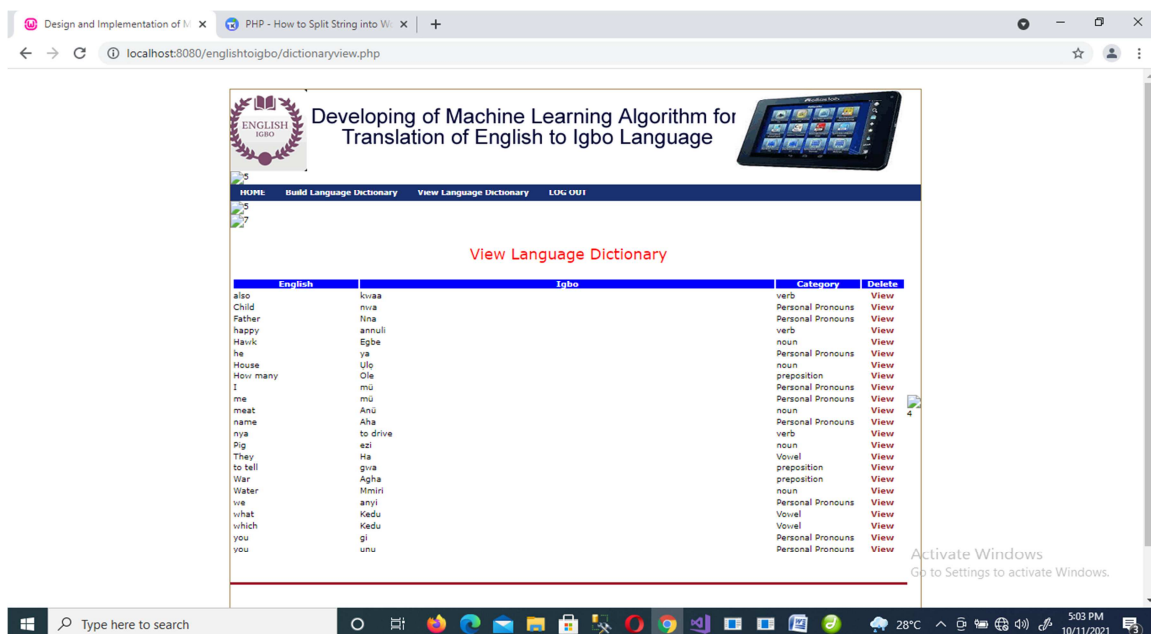 Design and Implementation of M
PHP - How to Split String into W
localhost:8080/englishtoigbo/dictionaryview.php
ENGLISH
IGBO
Developing of Machine Learning Algorithm for
Translation of English to Igbo Language
5
HOME Build Language Dictionary View Language Dictionary LOG OUT
5
7
View Language Dictionary
English Igbo Category Delete
also kwaa verb View
Child nwa Personal Pronouns View
Father Nna Personal Pronouns View
happy annuli verb View
Hawk Egbe noun View
he ya Personal Pronouns View
House Ụlọ noun View
How many Ole preposition View
I mü Personal Pronouns View
me mü Personal Pronouns View
meat Anü noun View
4
name Aha Personal Pronouns View
nya to drive verb View
Pig ezi noun View
They Ha Vowel View
to tell gwa preposition View
War Agha preposition View
Water Mmiri noun View
we anyi Personal Pronouns View
what Kedu Vowel View
which Kedu Vowel View
you gi Personal Pronouns View
you unu Personal Pronouns View
Activate Windows
Go to Settings to activate Windows.
Type here to search
28°C
5:03 PM
10/11/2021
3